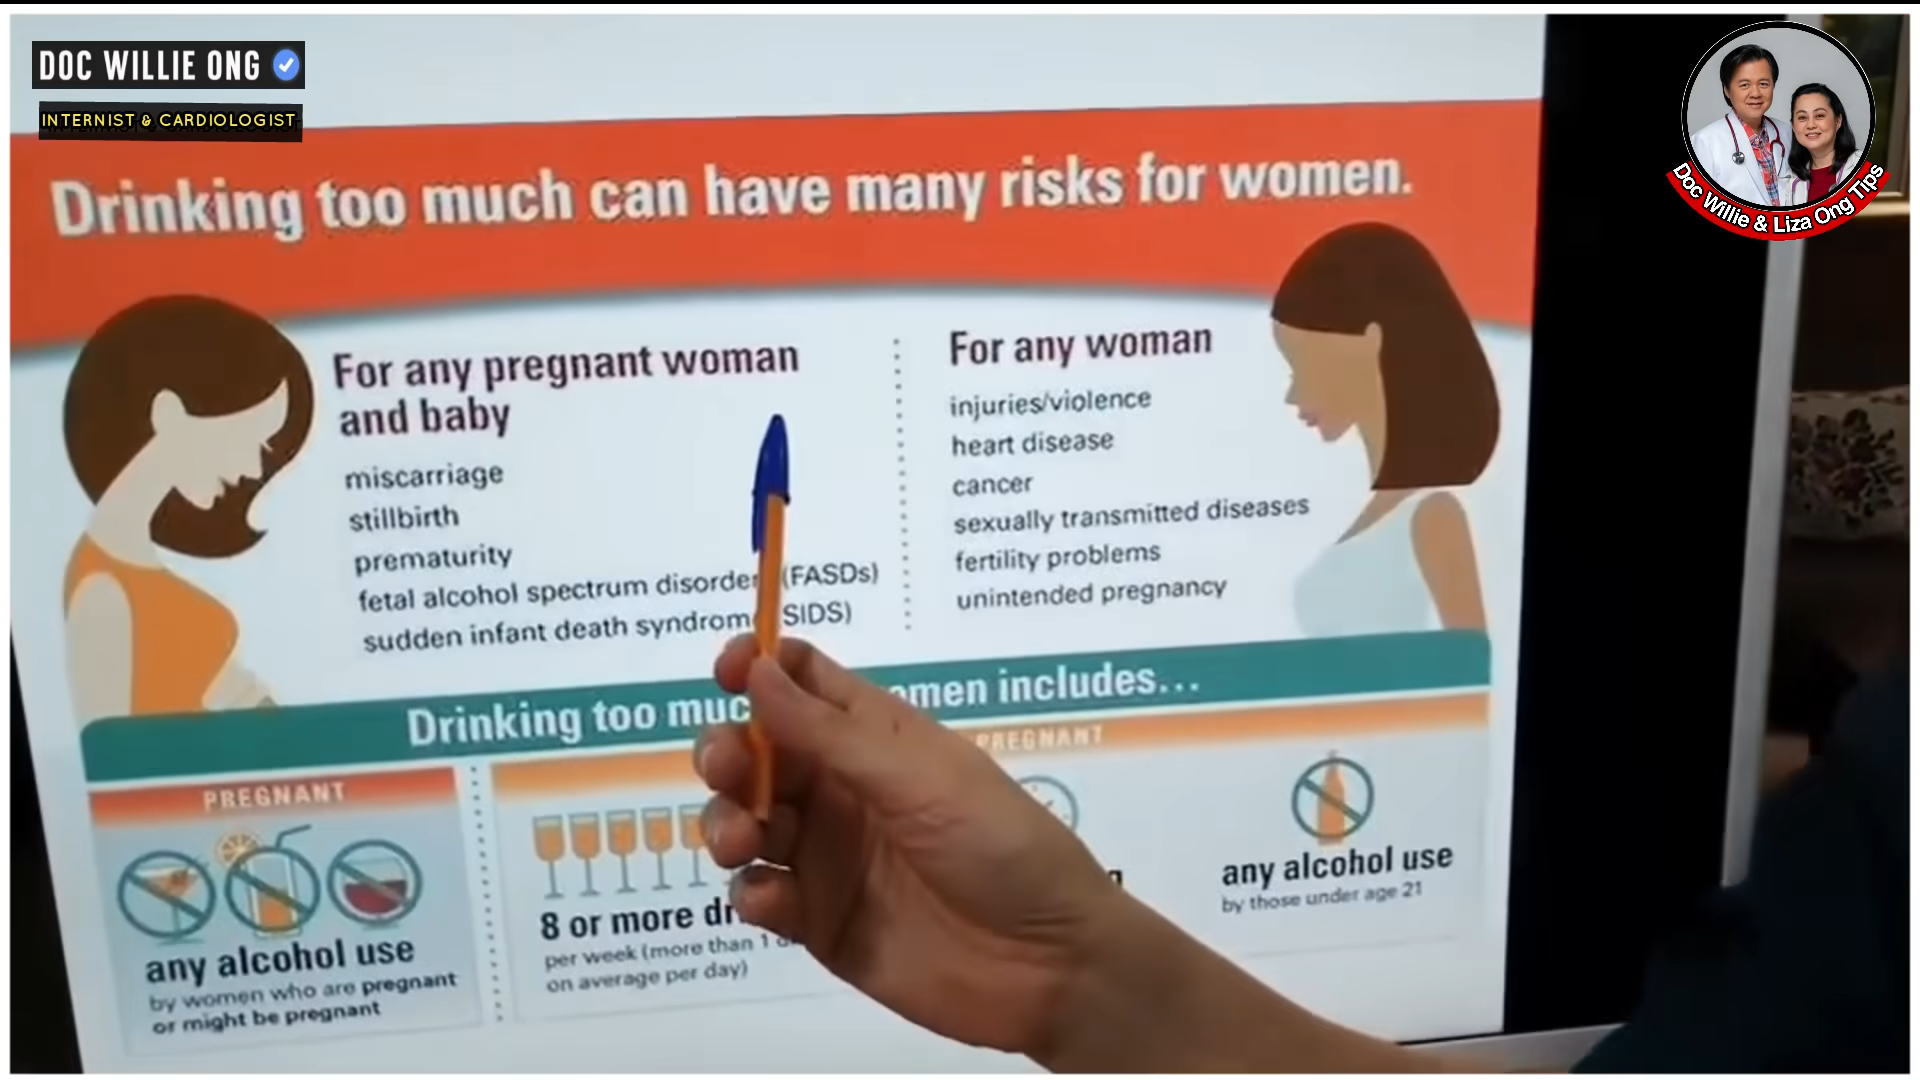 DOC WILLIE ONG
INTERNIST & CARDIOLOGIST
Doc Willie & Liza Ong Tips
Drinking too much can have many risks for women.
For any pregnant woman
and baby
miscarriage
stillbirth
prematurity
fetal alcohol spectrum disorder (FASDs)
sudden infant death syndrom SIDS)
For any woman
injuries/violence
heart disease
cancer
sexually transmitted diseases
fertility problems
unintended pregnancy
Drinking too muc omen includes...
PREGNANT
any alcohol use
by women who are pregnant
or might be pregnant
8 or more dr
per week (more than 1
on average per day)
PREGNANT
any alcohol use
by those under age 21